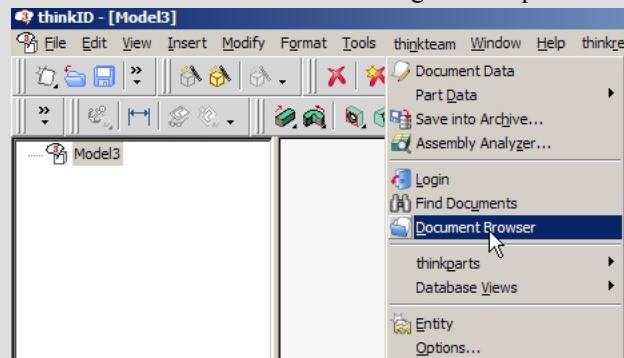 thinkID - [Model3]
File Edit View Insert Modify Format Tools thinkteam Window Help
Document Data
Part Data
Save into Archive...
Assembly Analyzer...
Model3
Login
Find Documents
Document Browser
thinkparts
Database Views
Entity
Options...